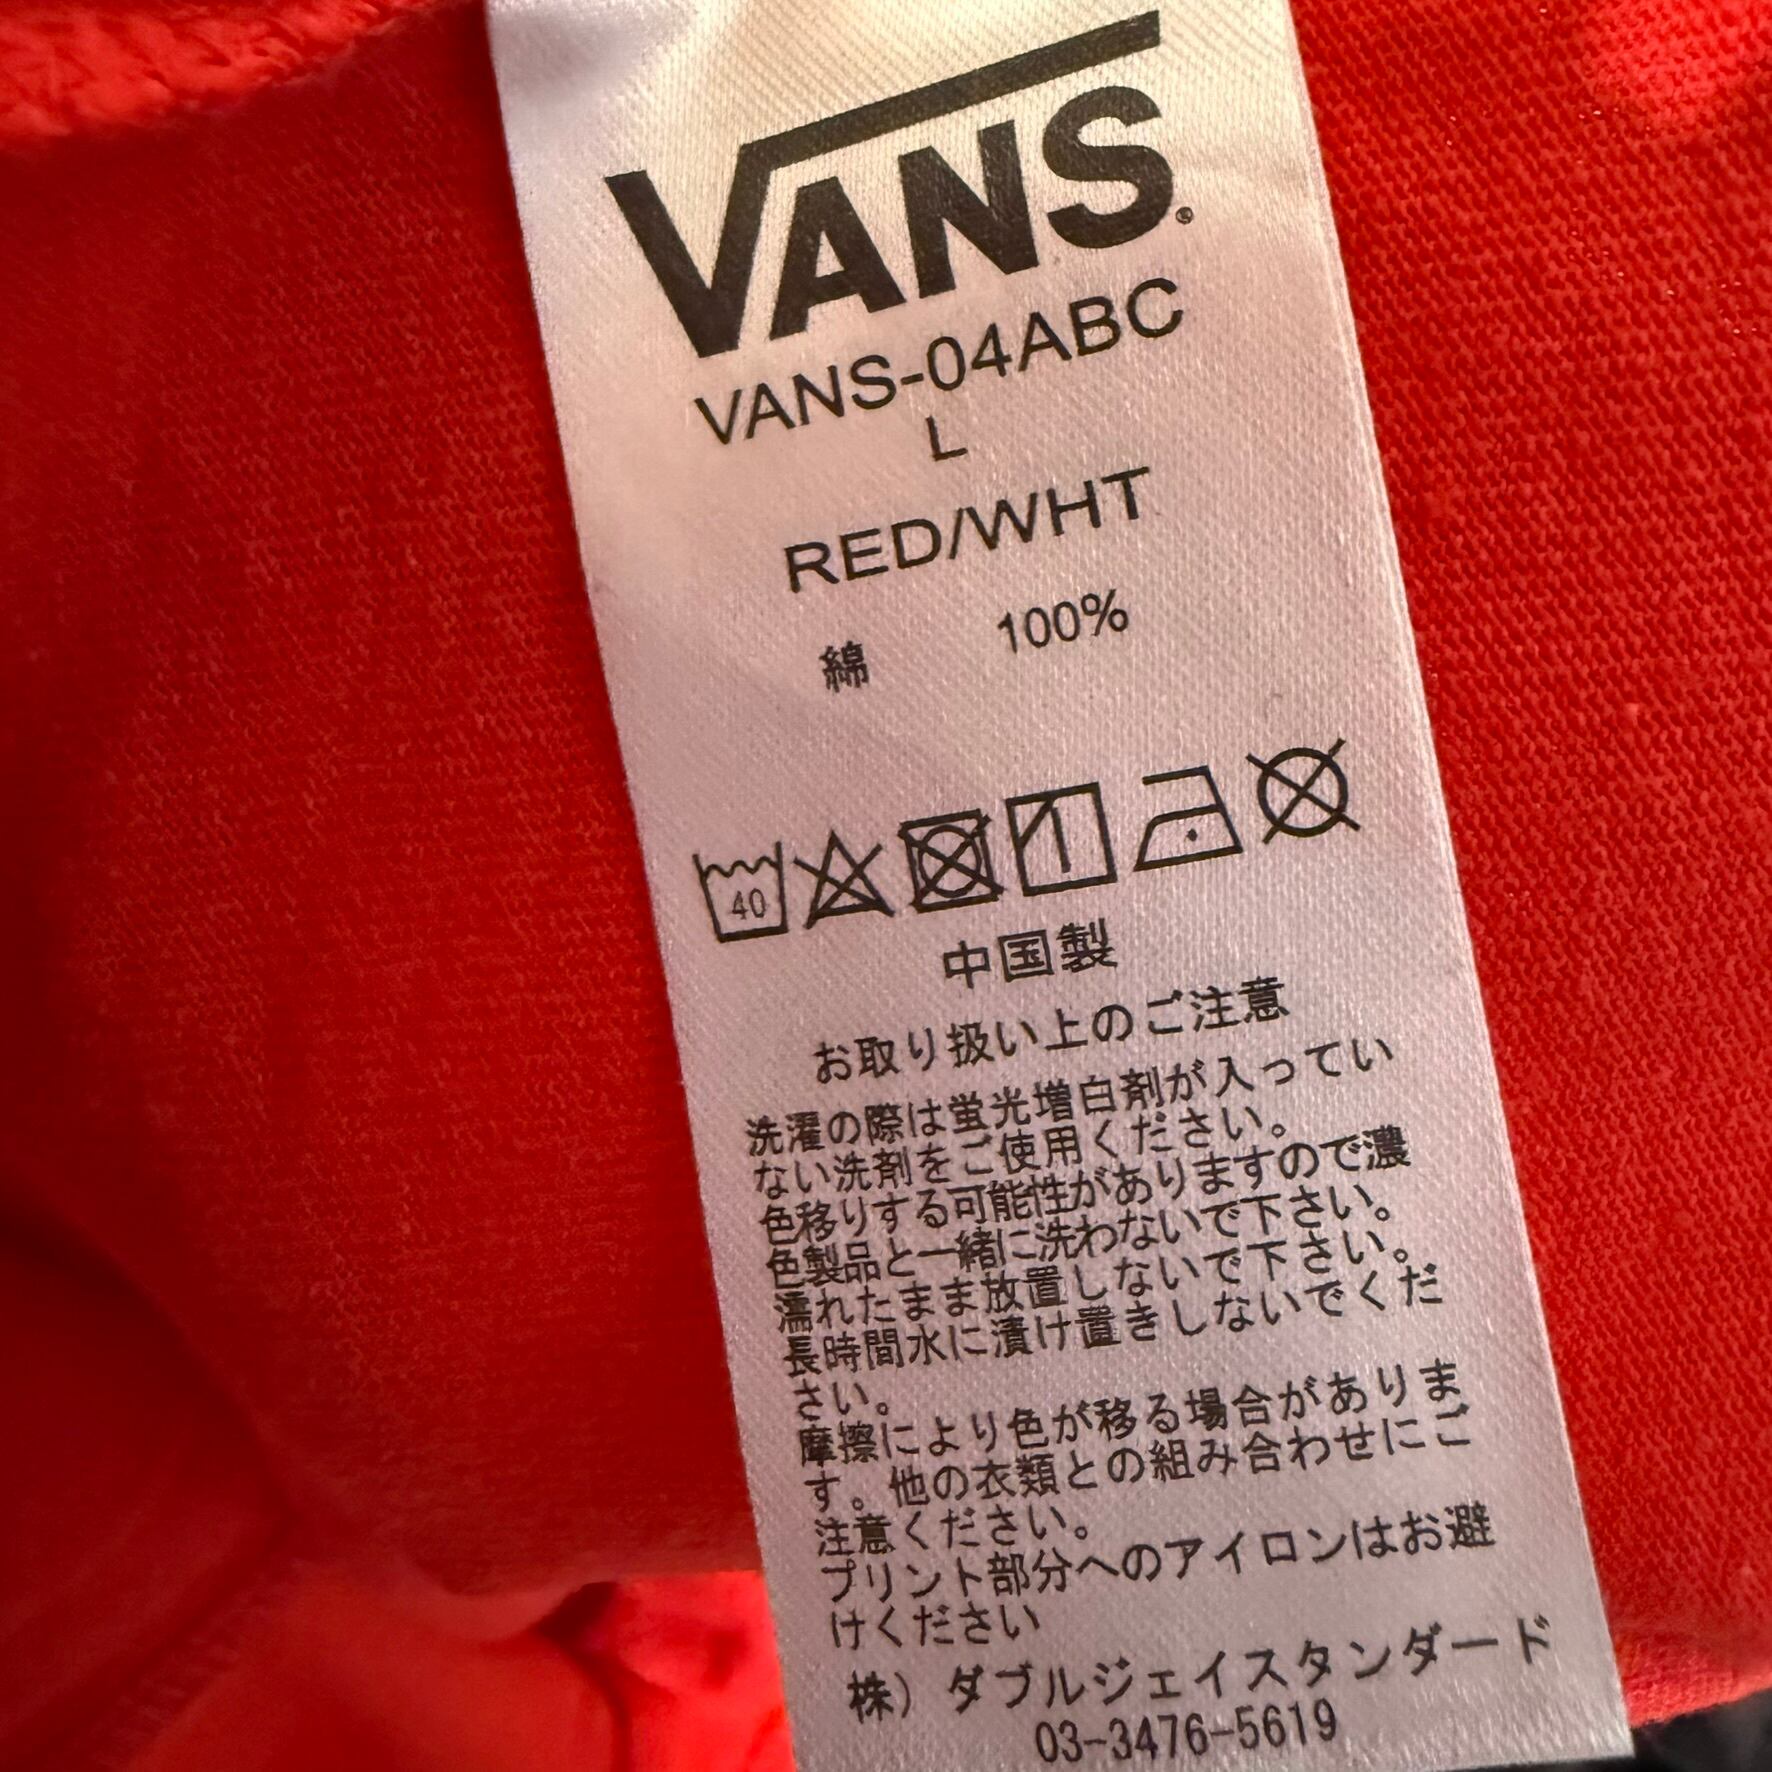 VANS®
VANS-04ABC
L
RED/WHT
綿 100%
40
中国製
お取り扱い上のご注意
洗濯の際は蛍光増白剤が入ってい
ない洗剤をご使用ください。
色移りする可能性がありますので濃
色製品と一緒に洗わないで下さい。
濡れたまま放置しないで下さい。
長時間水に漬け置きしないでくだ
さい。
摩擦により色が移る場合がありま
す。他の衣類との組み合わせにご
注意ください。
プリント部分へのアイロンはお避
けください
株）ダブルジェイスタンダード
03-3476-5619